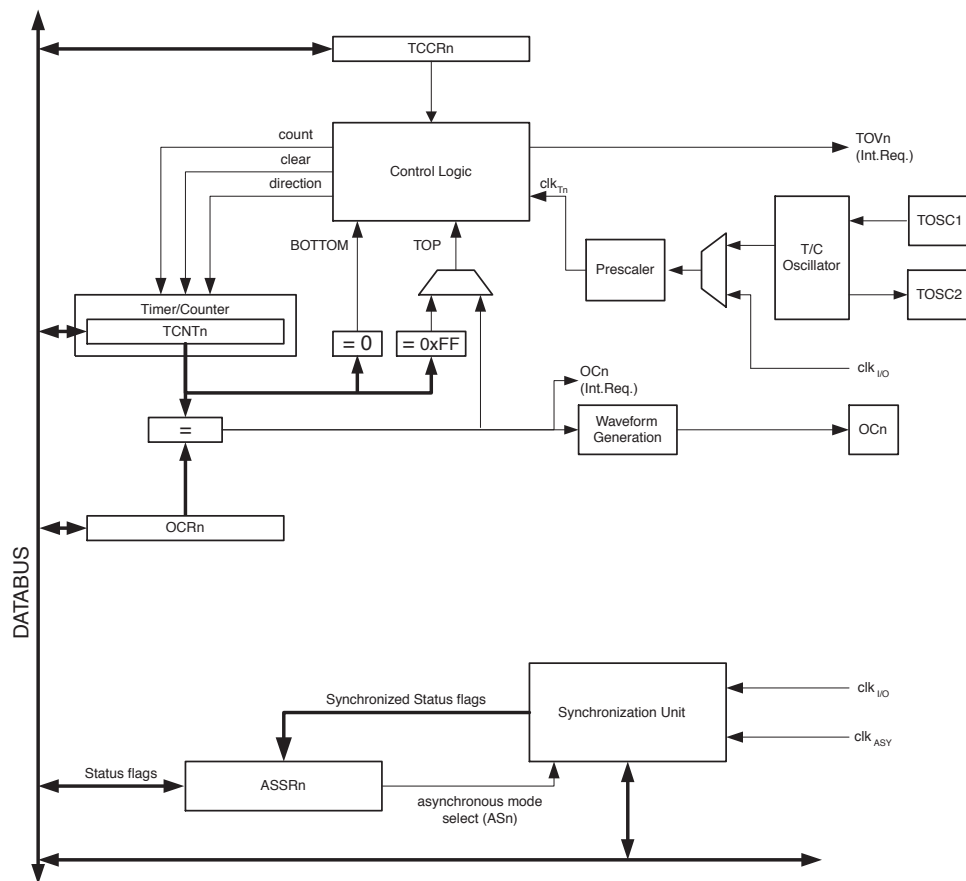 TCCRn
count
clear
direction
Control Logic
TOVn
(Int.Req.)
clkTn
BOTTOM
TOP
Prescaler
T/C
Oscillator
TOSC1
TOSC2
Timer/Counter
TCNTn
= 0
= 0xFF
OCn
(Int.Req.)
clkI/O
=
Waveform
Generation
OCn
OCRn
DATABUS
Synchronized Status flags
Synchronization Unit
clkI/O
clkASY
Status flags
ASSRn
asynchronous mode
select (ASn)